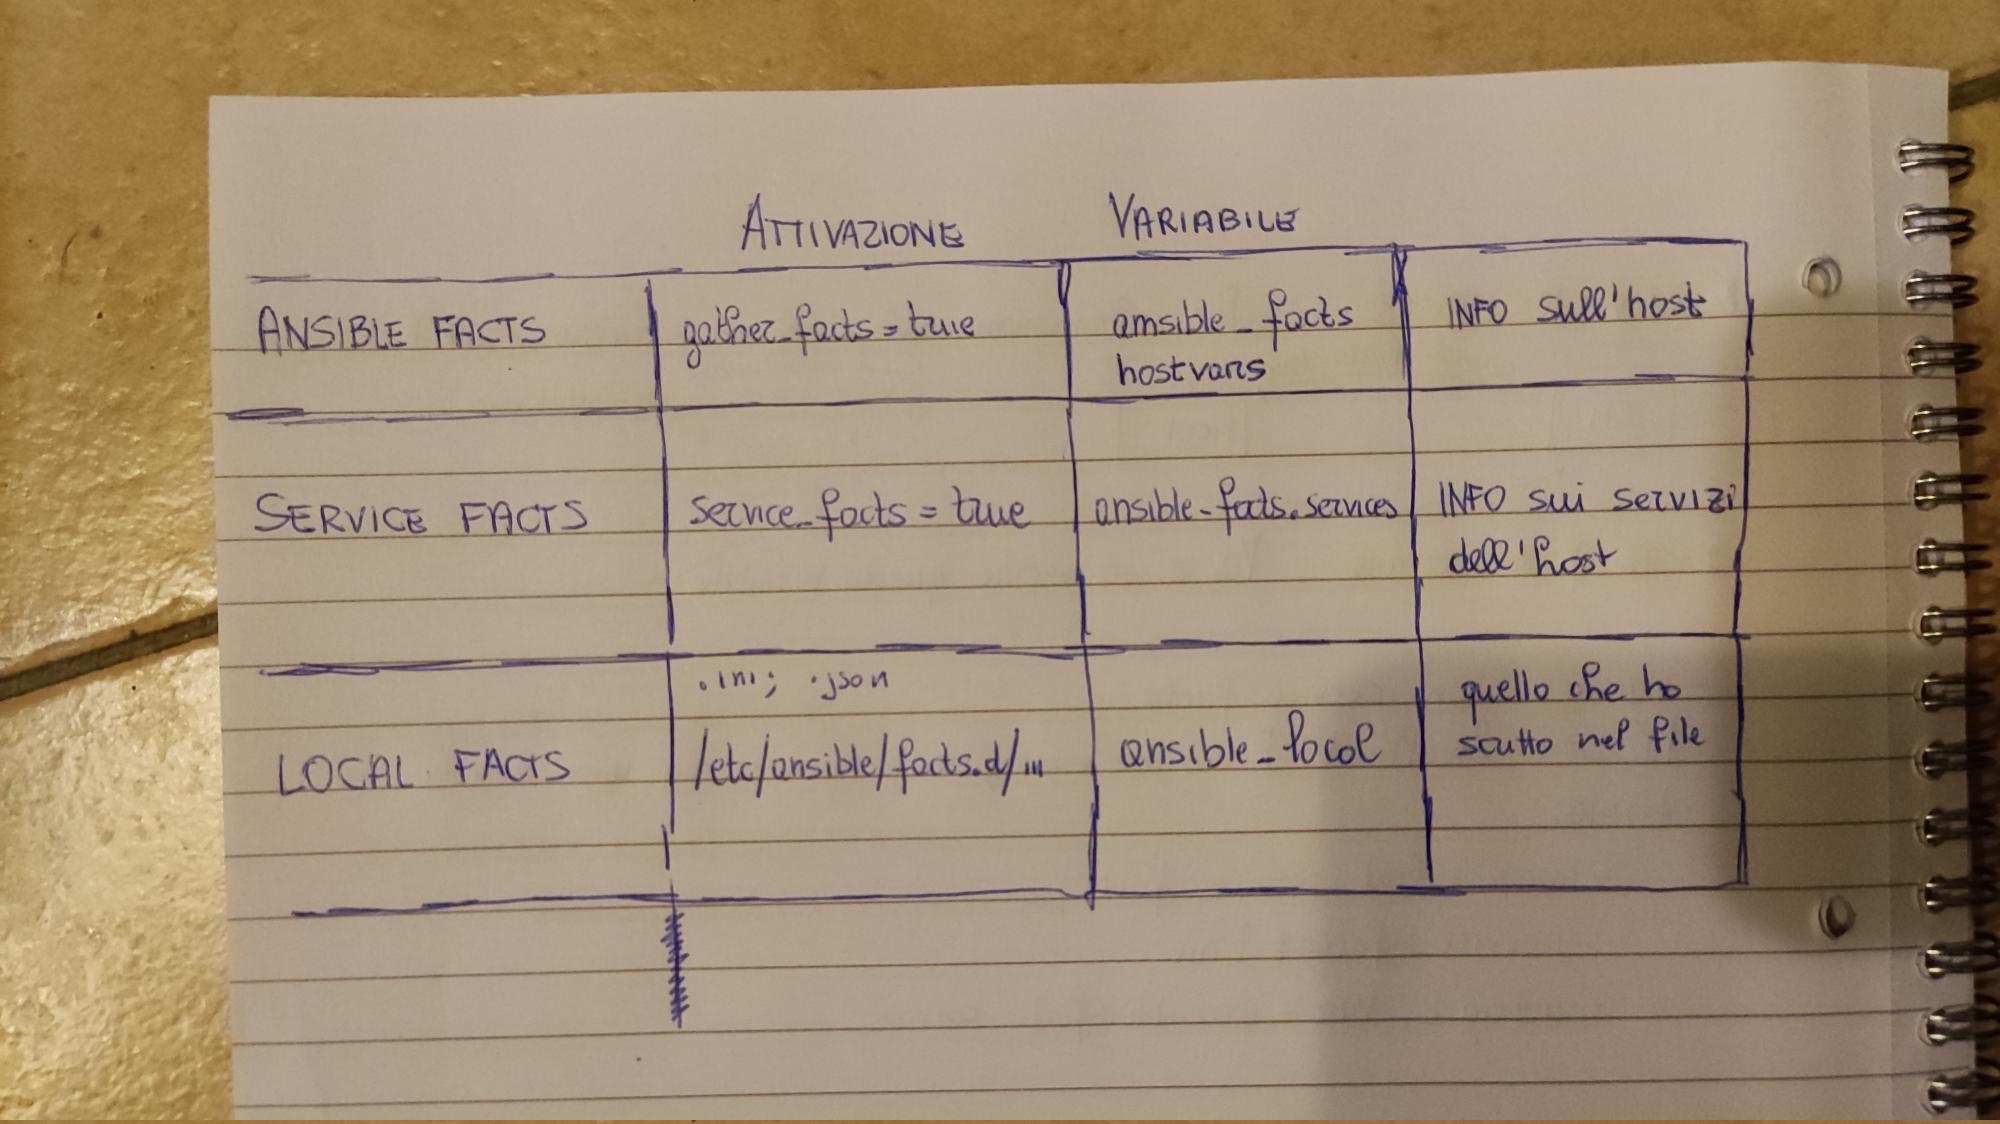 ATTIVAZIONE VARIABILE
ANSIBLE FACTS gather_facts = true ansible_facts INFO sull'host
hostvars
SERVICE FACTS service_facts = true ansible_facts.services INFO sui servizi
dell'host
.ini; .json quello che ho
LOCAL FACTS /etc/ansible/facts.d/... ansible_local scritto nel file